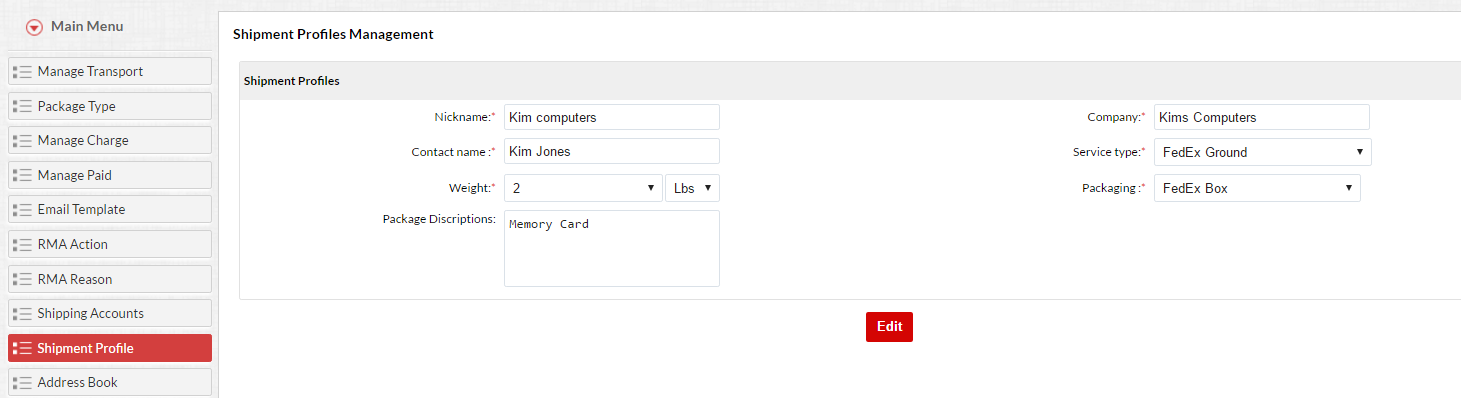 Main Menu
Manage Transport
Package Type
Manage Charge
Manage Paid
Email Template
RMA Action
RMA Reason
Shipping Accounts
Shipment Profile
Address Book
Shipment Profiles Management
Shipment Profiles
Nickname:* Kim computers
Company:* Kims Computers
Contact name :* Kim Jones
Service type:* FedEx Ground
Weight:* 2 Lbs
Packaging :* FedEx Box
Package Discriptions: Memory Card
Edit